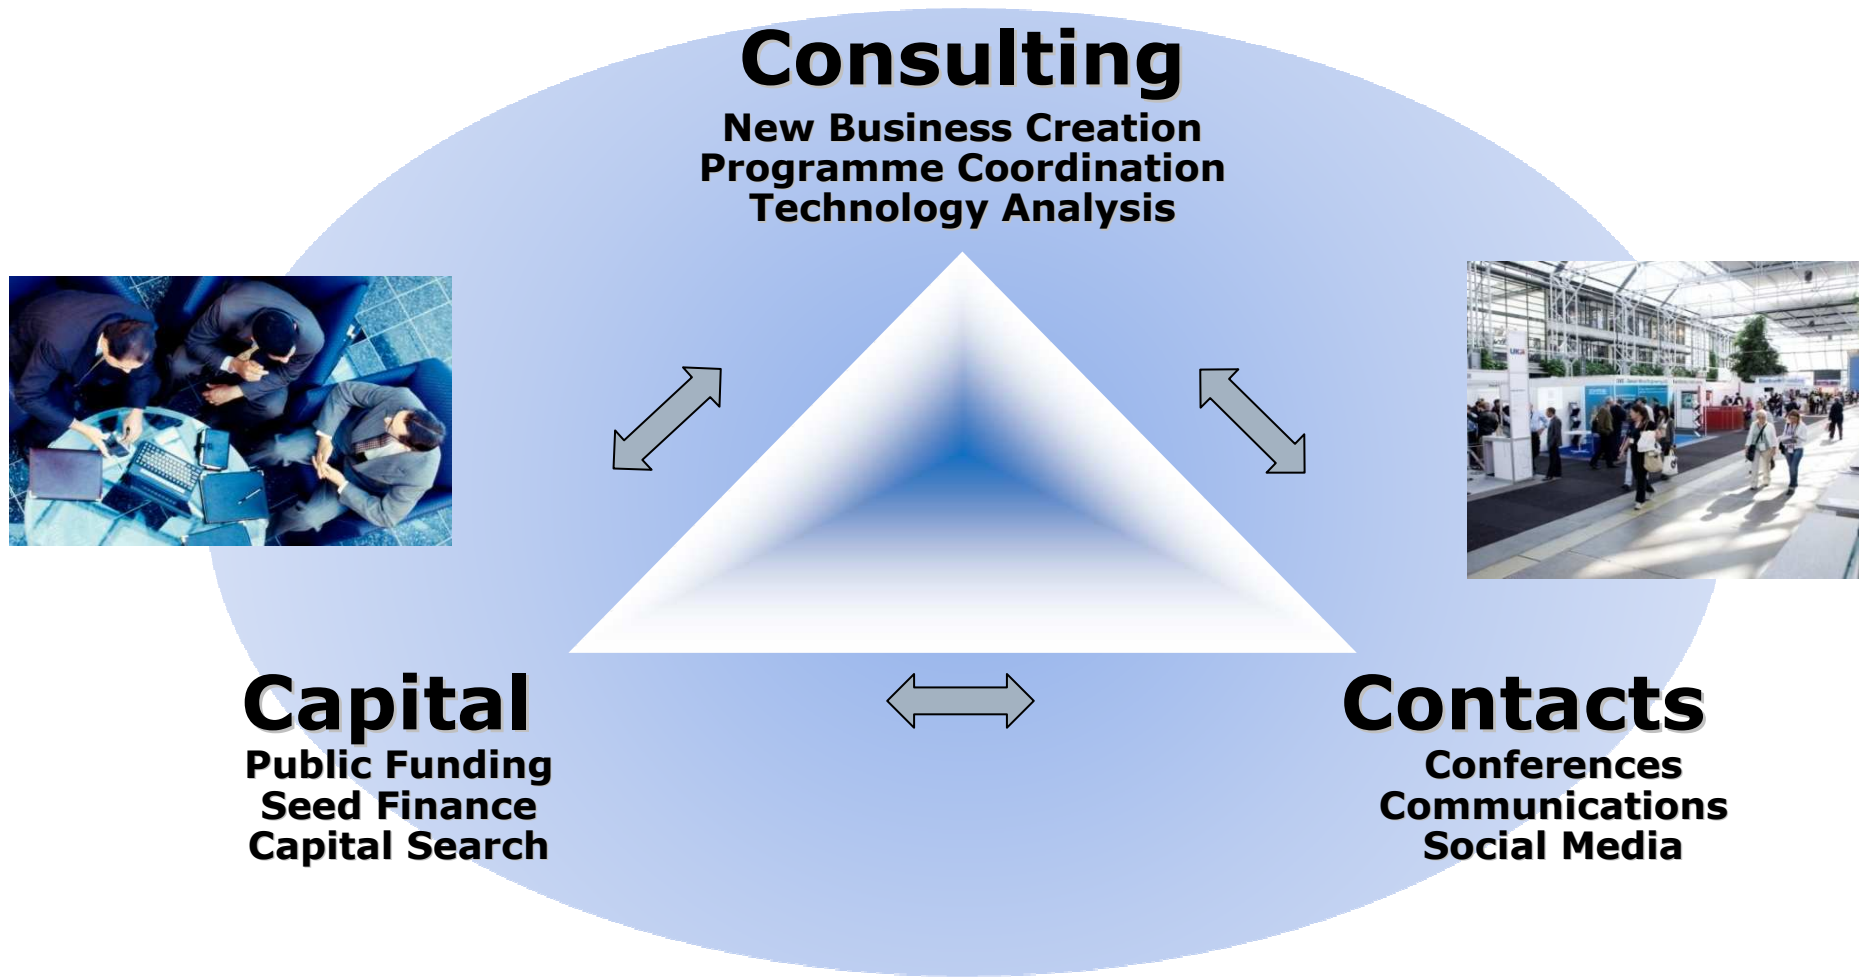 Consulting
New Business Creation
Programme Coordination
Technology Analysis
Capital
Public Funding
Seed Finance
Capital Search
Contacts
Conferences
Communications
Social Media